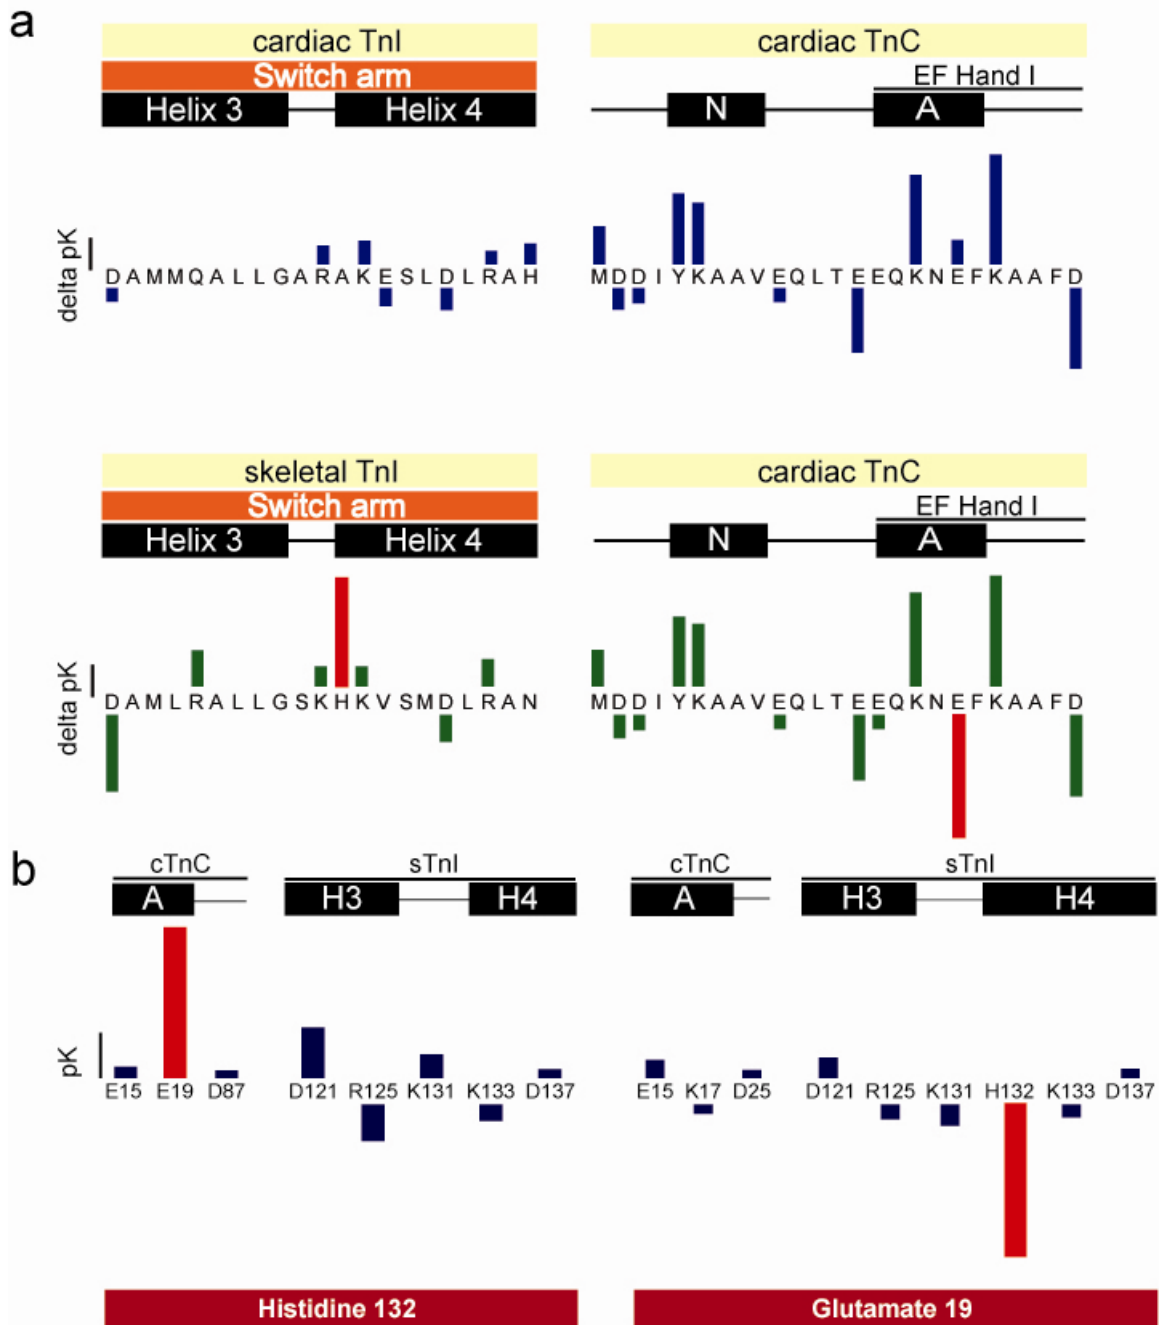 a
cardiac TnI
cardiac TnC
Switch arm
EF Hand I
Helix 3
Helix 4
N
A
delta pK
D A M M Q A L L G A R A K E S L D L R A H
M D D I Y K A A V E Q L T E E Q K N E F K A A F D
skeletal TnI
cardiac TnC
Switch arm
EF Hand I
Helix 3
Helix 4
N
A
delta pK
D A M L R A L L G S K H K V S M D L R A N
M D D I Y K A A V E Q L T E E Q K N E F K A A F D
b
cTnC
sTnI
cTnC
sTnI
A
H3
H4
A
H3
H4
pK
E15 E19 D87
D121 R125 K131 K133 D137
E15 K17 D25
D121 R125 K131 H132 K133 D137
Histidine 132
Glutamate 19